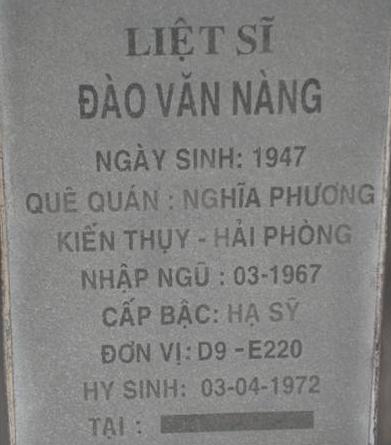 LIỆT SĨ
ĐÀO VĂN NÀNG
NGÀY SINH: 1947
QUÊ QUÁN : NGHĨA PHƯƠNG
KIẾN THỤY - HẢI PHÒNG
NHẬP NGŨ : 03-1967
CẤP BẬC: HẠ SỸ
ĐƠN VỊ: D9 - E220
HY SINH: 03-04-1972
TẠI :